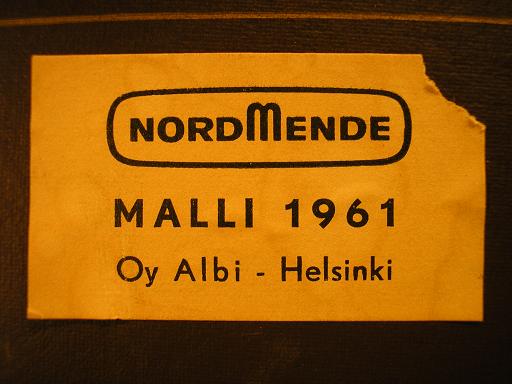 NORDMENDE
MALLI 1961
Oy Albi - Helsinki